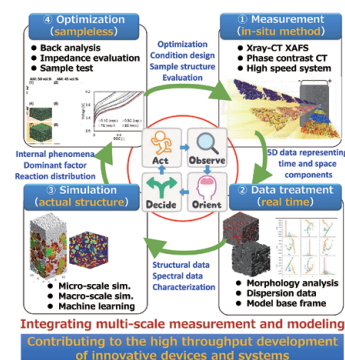 ④ Optimization
(sampleless)
• Back analysis
• Impedance evaluation
• Sample test
Optimization
Condition design
Sample structure
Evaluation
① Measurement
(in-situ method)
• Xray-CT XAFS
• Phase contrast CT
• High speed system
Internal phenomena
Dominant factor
Reaction distribution
Act
Observe
Decide
Orient
5D data representing
time and space
components
③ Simulation
(actual structure)
• Micro-scale sim.
• Macro-scale sim.
• Machine learning
Structural data
Spectral data
Characterization
② Data treatment
(real time)
• Morphology analysis
• Dispersion data
• Model base frame
Integrating multi-scale measurement and modeling
Contributing to the high throughput development
of innovative devices and systems